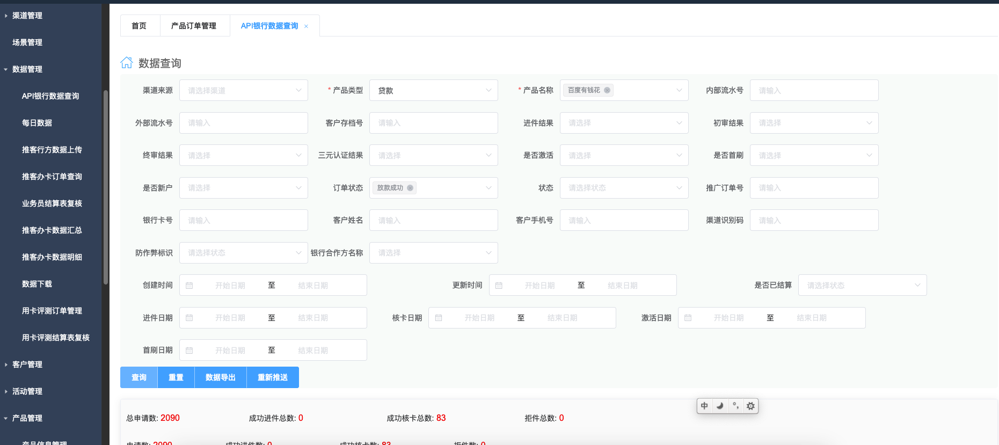 渠道管理
场景管理
数据管理
API银行数据查询
每日数据
推客行方数据上传
推客办卡订单查询
业务员结算表复核
推客办卡数据汇总
推客办卡数据明细
数据下载
用卡评测订单管理
用卡评测结算表复核
客户管理
活动管理
产品管理
产品信息管理
首页 产品订单管理 API银行数据查询 ×
数据查询
渠道来源 请选择渠道 * 产品类型 贷款 * 产品名称 百度有钱花 内部流水号 请输入
外部流水号 请输入 客户存档号 请输入 进件结果 请选择 初审结果 请选择
终审结果 请选择 三元认证结果 请选择 是否激活 请选择 是否首刷 请选择
是否新户 请选择 订单状态 放款成功 状态 请选择状态 推广订单号 请输入
银行卡号 请输入 客户姓名 请输入 客户手机号 请输入 渠道识别码 请输入
防作弊标识 请选择状态 银行合作方名称 请选择
创建时间 开始日期 至 结束日期 更新时间 开始日期 至 结束日期 是否已结算 请选择状态
进件日期 开始日期 至 结束日期 核卡日期 开始日期 至 结束日期 激活日期 开始日期 至 结束日期
首刷日期 开始日期 至 结束日期
查询 重置 数据导出 重新推送
中 °,
总申请数: 2090 成功进件总数: 0 成功核卡总数: 83 拒件总数: 0
申请数: 2090 成功进件数: 0 成功核卡数: 83 拒件数: 0